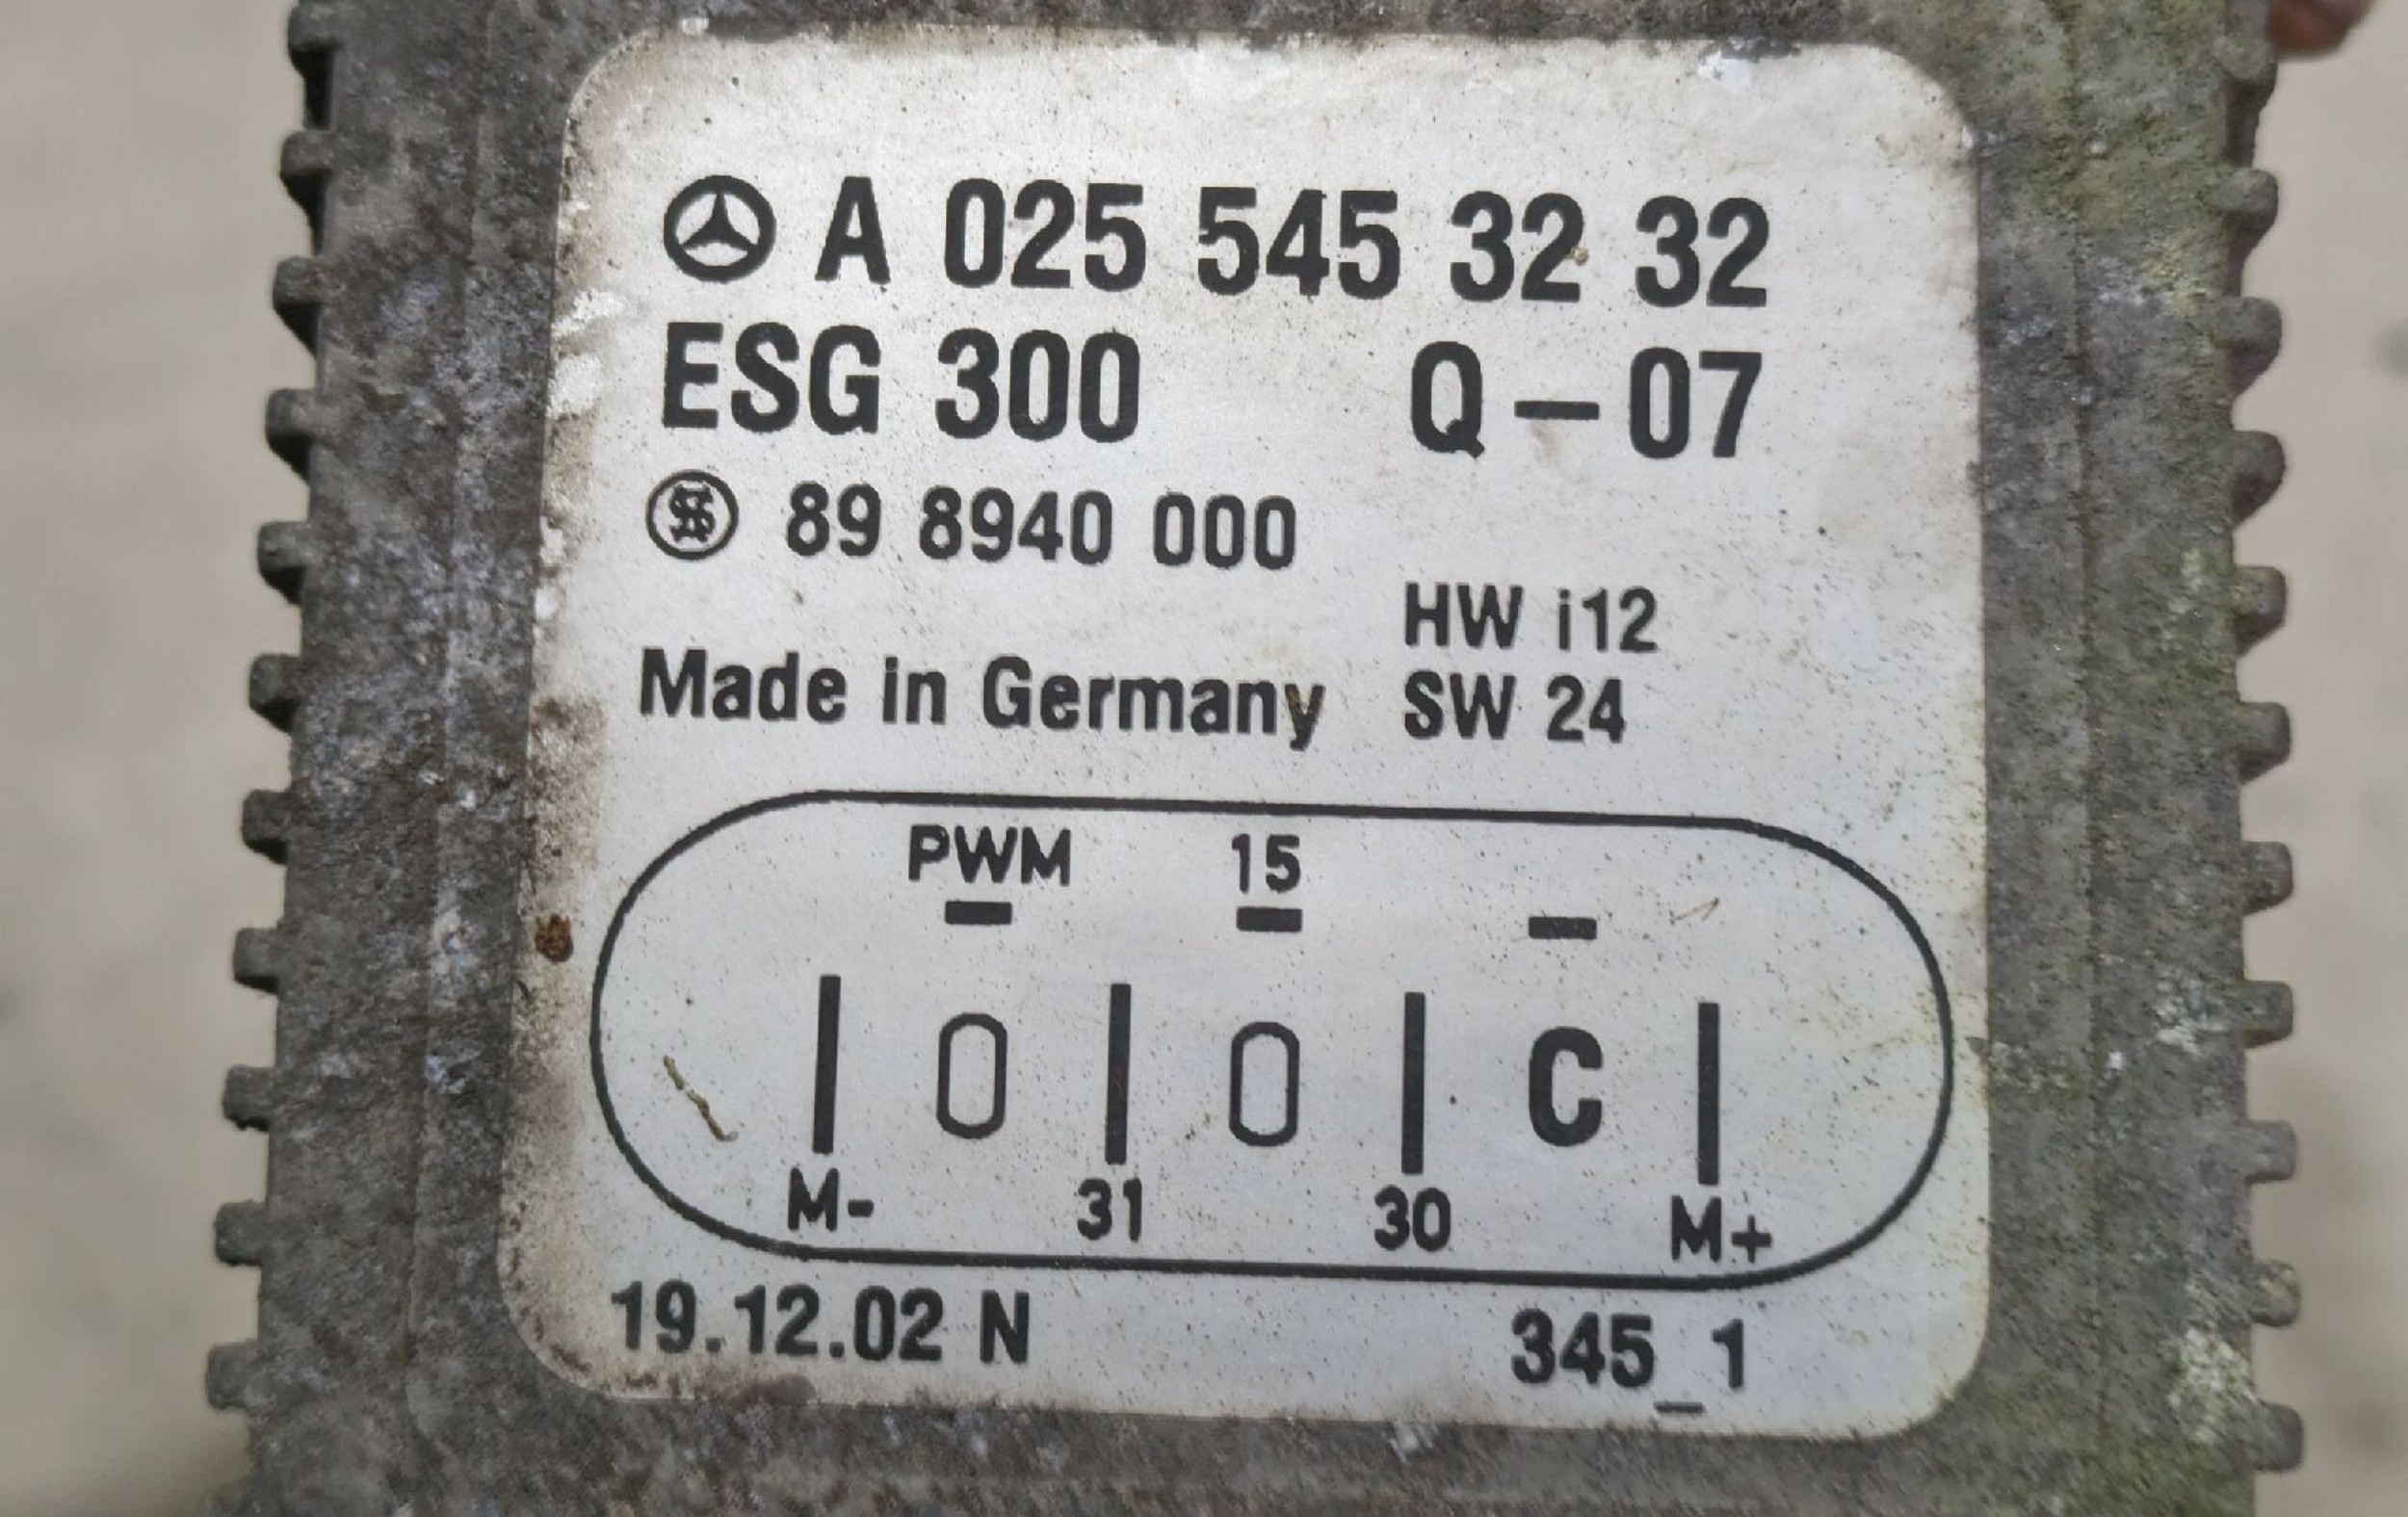 A 025 545 32 32
ESG 300 Q – 07
89 8940 000
HW i12
Made in Germany SW 24
PWM 15
C
M- 31 30 M+
19.12.02 N 345_1